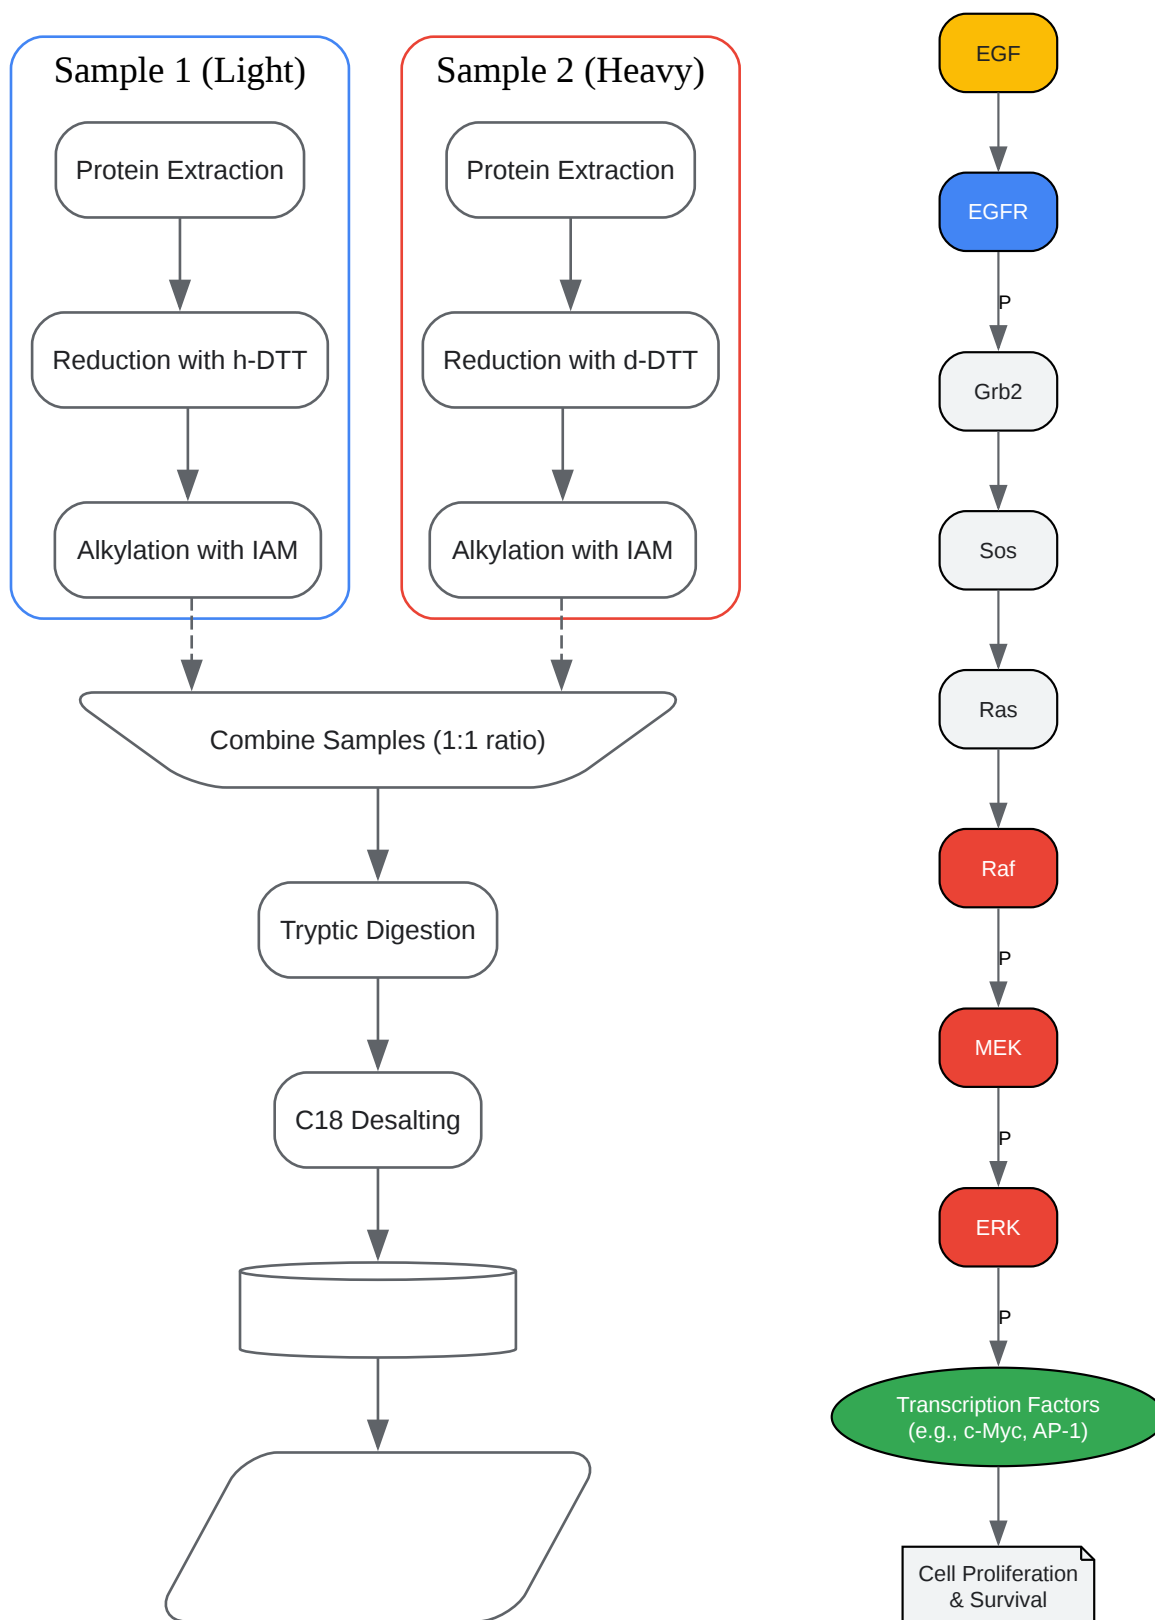 Sample 1 (Light)
Protein Extraction
Reduction with h-DTT
Alkylation with IAM
Sample 2 (Heavy)
Protein Extraction
Reduction with d-DTT
Alkylation with IAM
Combine Samples (1:1 ratio)
Tryptic Digestion
C18 Desalting
EGF
EGFR
P
Grb2
Sos
Ras
Raf
P
MEK
P
ERK
P
Transcription Factors
(e.g., c-Myc, AP-1)
Cell Proliferation
& Survival